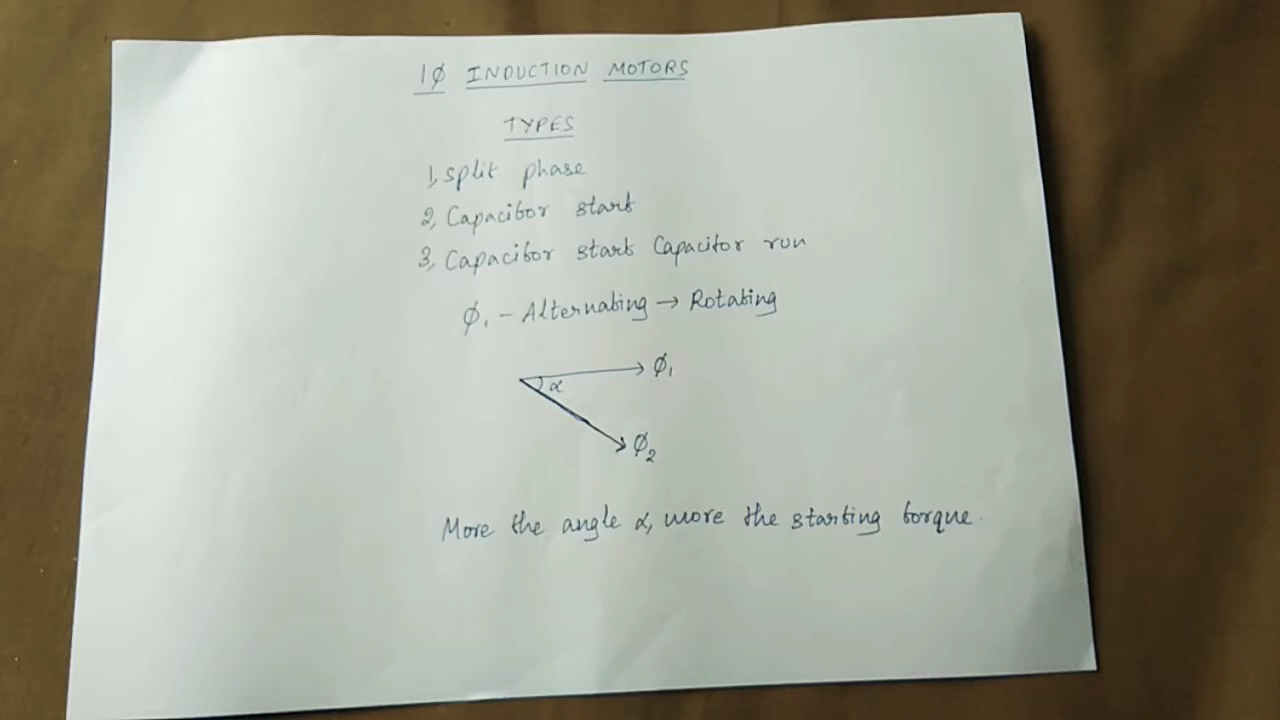 1φ INDUCTION MOTORS
TYPES
1, Split phase
2, Capacitor start
3, Capacitor start Capacitor run
φ₁ - Alternating → Rotating
φ₁
α
φ₂
More the angle α, more the starting torque.